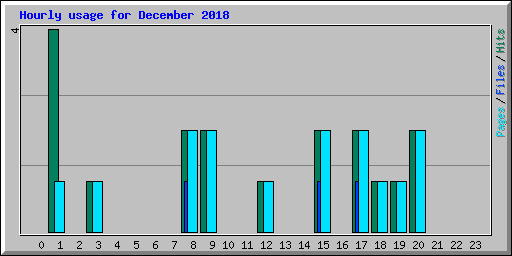 Hourly usage for December 2018
4
Pages/Files/Hits
0 1 2 3 4 5 6 7 8 9 10 11 12 13 14 15 16 17 18 19 20 21 22 23